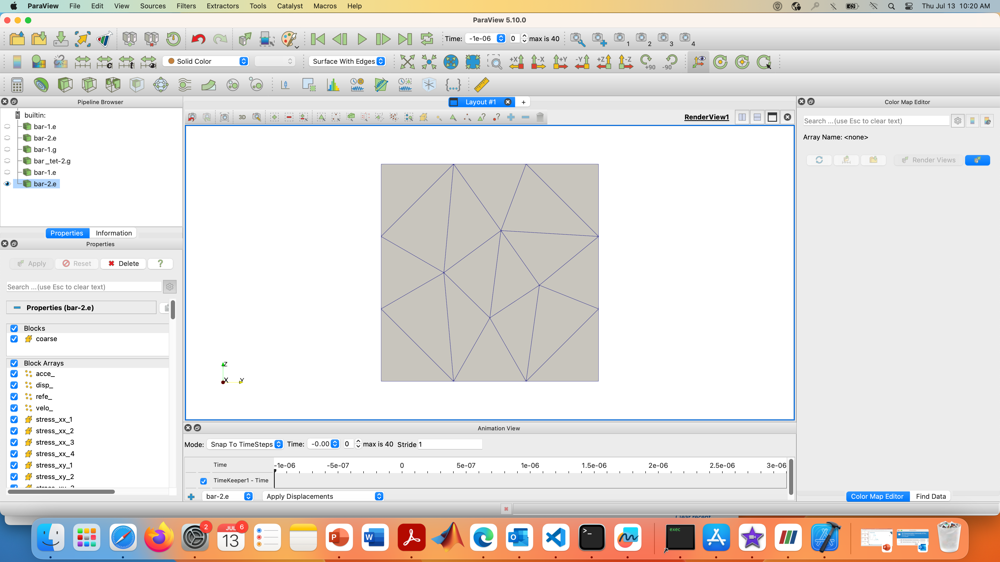 ParaView File Edit View Sources Filters Extractors Tools Catalyst Macros Help Thu Jul 13 10:20 AM
ParaView 5.10.0
Time: -1e-06 0 max is 40 1 2 3 4
Solid Color Surface With Edges +X -X +Y -Y +Z -Z +90 -90
Pipeline Browser
builtin:
bar-1.e
bar-2.e
bar-1.g
bar_tet-2.g
bar-1.e
bar-2.e
Properties Information
Properties
Apply Reset Delete ?
Search ...(use Esc to clear text)
Properties (bar-2.e)
Blocks
coarse
Block Arrays
acce_
disp_
refe_
velo_
stress_xx_1
stress_xx_2
stress_xx_3
stress_xx_4
stress_xy_1
stress_xy_2
Layout #1 +
3D RenderView1
Z
X Y
Animation View
Mode: Snap To TimeSteps Time: -0.00 0 max is 40 Stride 1
Time -1e-06 -5e-07 0 5e-07 1e-06 1.5e-06 2e-06 2.5e-06 3e-06
TimeKeeper1 - Time
bar-2.e Apply Displacements
Color Map Editor
Search ...(use Esc to clear text)
Array Name: <none>
Render Views
Color Map Editor Find Data
Clear recent
2 JUL 6 exec
13 P W O >_